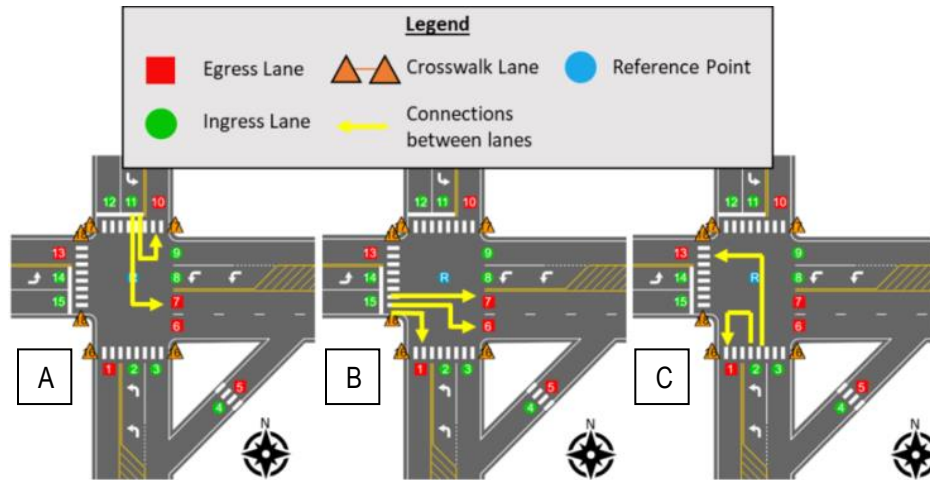 Legend
Egress Lane
Crosswalk Lane
Reference Point
Ingress Lane
Connections
between lanes
12 11 10
13 9
14 R 8
15 7
6
1 2 3
5
4
N
A
12 11 10
13 9
14 R 8
15 7
6
1 2 3
5
4
N
B
12 11 10
13 9
14 R 8
15 7
6
1 2 3
5
4
N
C